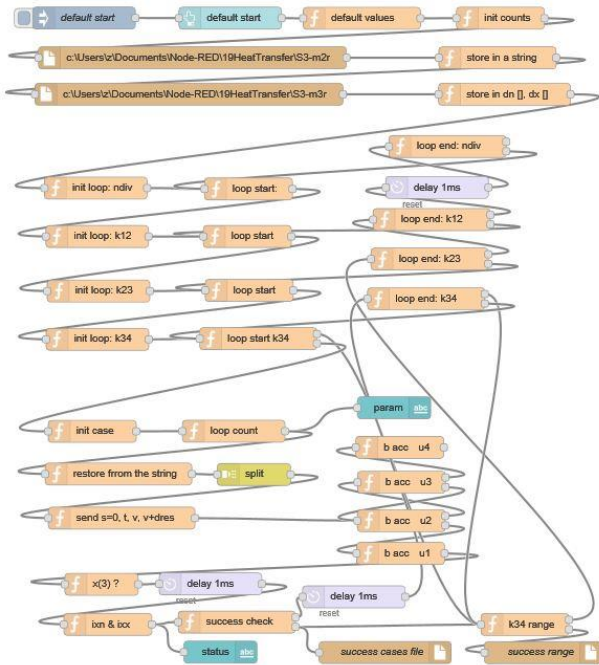 default start
default start
default values
init counts
c:\Users\z\Documents\Node-RED\19HeatTransfer\S3-m2r
store in a string
c:\Users\z\Documents\Node-RED\19HeatTransfer\S3-m3r
store in dn [], dx []
loop end: ndiv
init loop: ndiv
loop start:
delay 1ms
reset
loop end: k12
init loop: k12
loop start
loop end: k23
init loop: k23
loop start
loop end: k34
init loop: k34
loop start k34
param
abc
init case
loop count
b acc u4
restore frrom the string
split
b acc u3
send s=0, t, v, v+dres
b acc u2
b acc u1
x(3) ?
delay 1ms
reset
delay 1ms
reset
ixn & ixx
success check
k34 range
status
abc
success cases file
success range